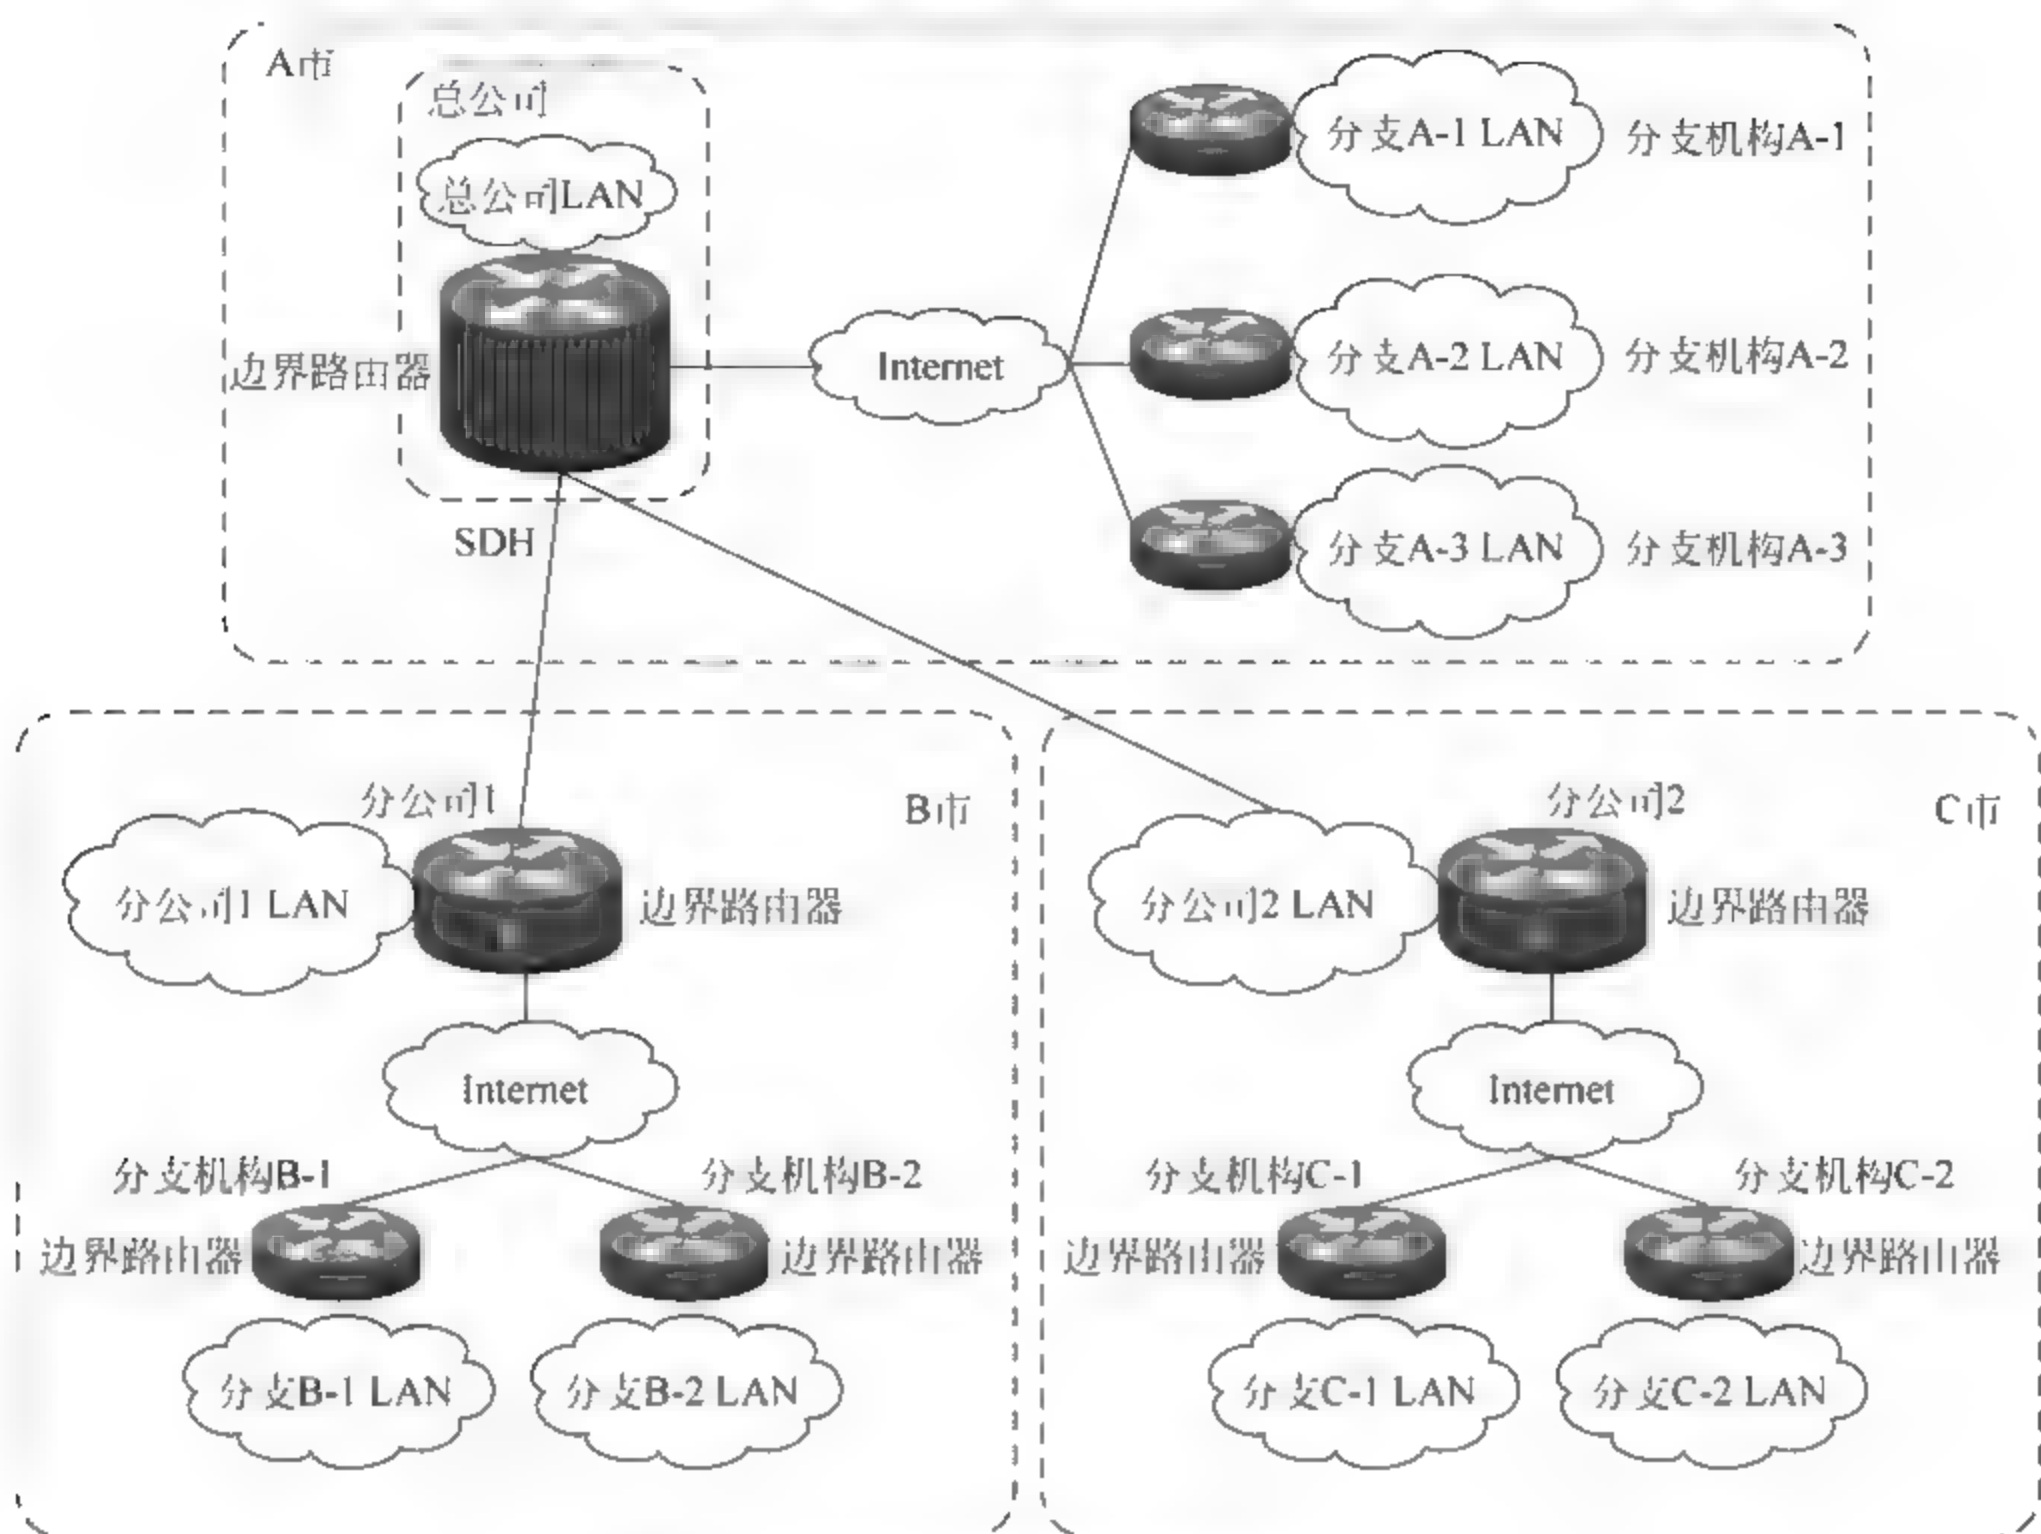 A市
总公司
总公司LAN
边界路由器
Internet
分支A-1 LAN
分支机构A-1
分支A-2 LAN
分支机构A-2
分支A-3 LAN
分支机构A-3
SDH
分公司1
B市
分公司1 LAN
边界路由器
Internet
分支机构B-1
分支机构B-2
边界路由器
边界路由器
分支B-1 LAN
分支B-2 LAN
分公司2
C市
分公司2 LAN
边界路由器
Internet
分支机构C-1
分支机构C-2
边界路由器
边界路由器
分支C-1 LAN
分支C-2 LAN